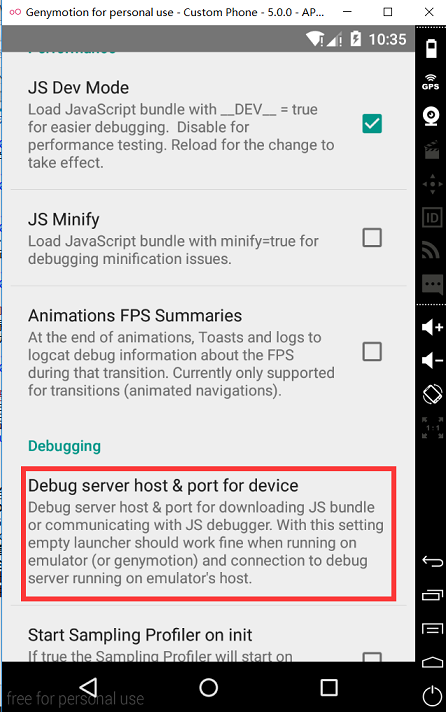 Genymotion for personal use - Custom Phone - 5.0.0 - AP...
10:35
Performance
JS Dev Mode
Load JavaScript bundle with __DEV__ = true
for easier debugging.  Disable for
performance testing. Reload for the change to
take effect.
JS Minify
Load JavaScript bundle with minify=true for
debugging minification issues.
Animations FPS Summaries
At the end of animations, Toasts and logs to
logcat debug information about the FPS
during that transition. Currently only supported
for transitions (animated navigations).
Debugging
Debug server host & port for device
Debug server host & port for downloading JS bundle
or communicating with JS debugger. With this setting
empty launcher should work fine when running on
emulator (or genymotion) and connection to debug
server running on emulator's host.
Start Sampling Profiler on init
If true the Sampling Profiler will start on
free for personal use
GPS
ID
1:1